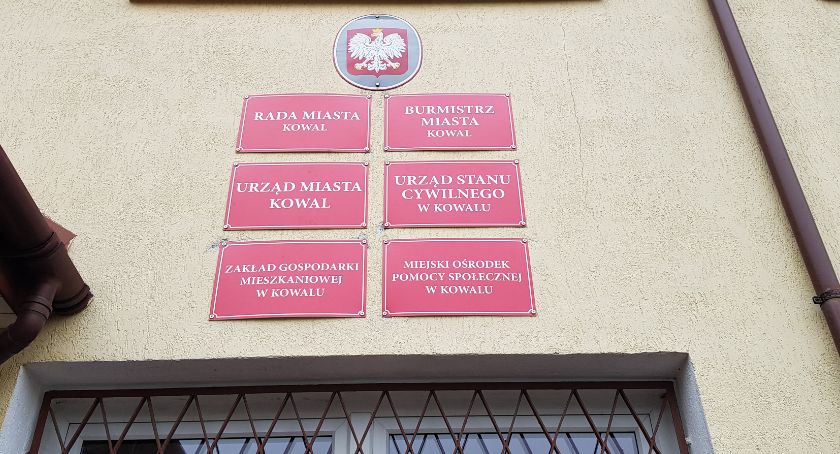 RADA MIASTA
KOWAL
BURMISTRZ
MIASTA
KOWAL
URZĄD MIASTA
KOWAL
URZĄD STANU
CYWILNEGO
W KOWALU
ZAKŁAD GOSPODARKI
MIESZKANIOWEJ
W KOWALU
MIEJSKI OŚRODEK
POMOCY SPOŁECZNEJ
W KOWALU